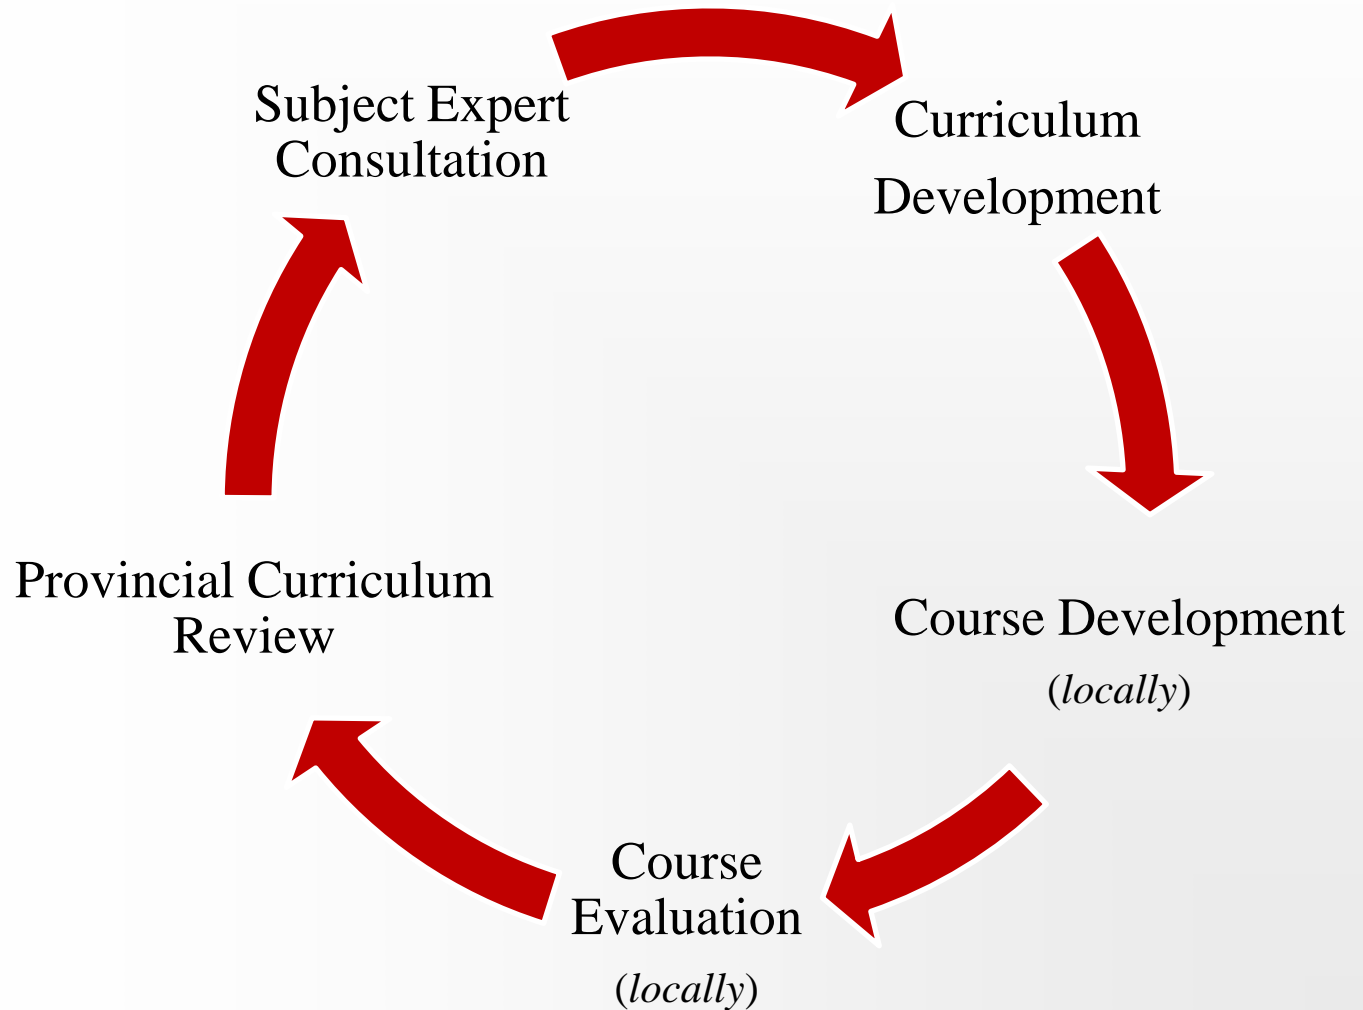 Subject Expert
Consultation
Curriculum
Development
Course Development
(locally)
Course
Evaluation
(locally)
Provincial Curriculum
Review